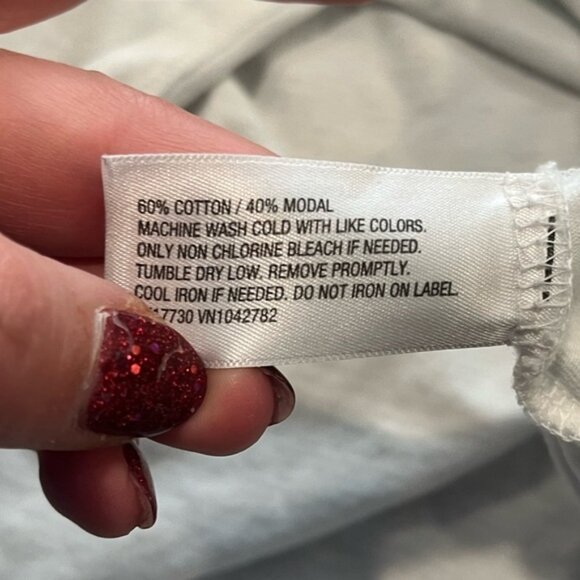 60% COTTON / 40% MODAL
MACHINE WASH COLD WITH LIKE COLORS.
ONLY NON CHLORINE BLEACH IF NEEDED.
TUMBLE DRY LOW. REMOVE PROMPTLY.
COOL IRON IF NEEDED. DO NOT IRON ON LABEL.
VN1042782